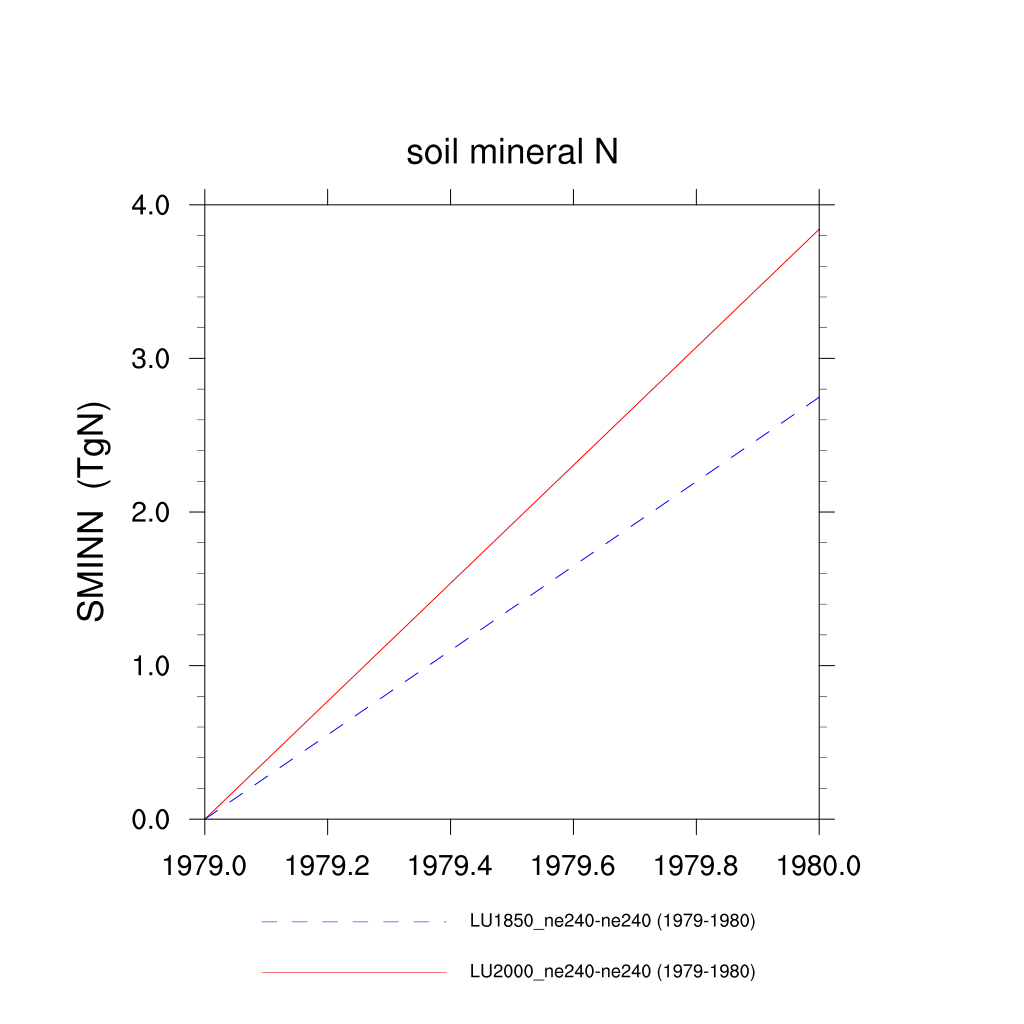 soil mineral N
SMINN (TgN)
4.0
3.0
2.0
1.0
0.0
1979.0 1979.2 1979.4 1979.6 1979.8 1980.0
LU1850_ne240-ne240 (1979-1980)
LU2000_ne240-ne240 (1979-1980)